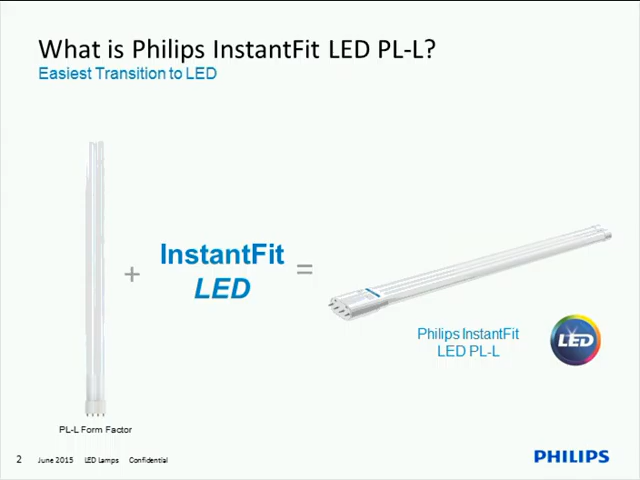 What is Philips InstantFit LED PL-L?
Easiest Transition to LED
+
InstantFit
LED
=
Philips InstantFit
LED PL-L
LED
PL-L Form Factor
2 June 2015 LED Lamps Confidential
PHILIPS